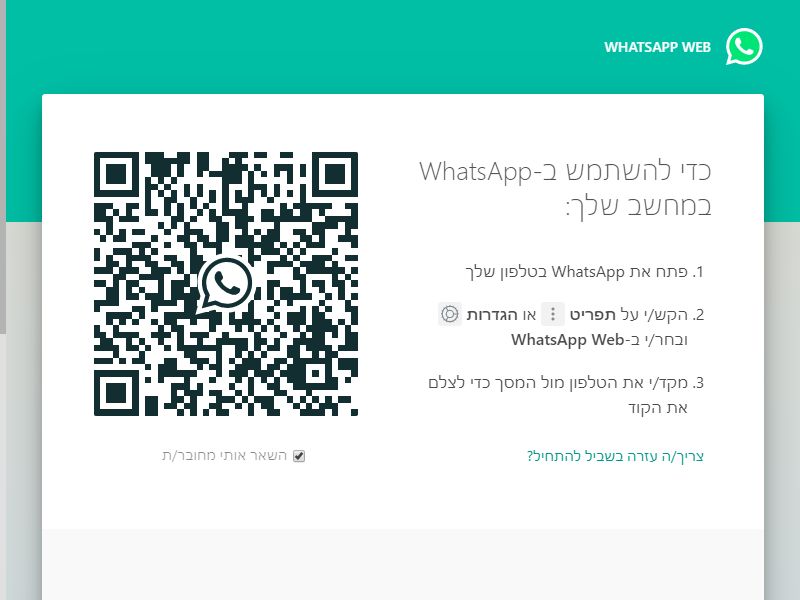 WHATSAPP WEB
כדי להשתמש ב-WhatsApp
במחשב שלך:
1. פתח את WhatsApp בטלפון שלך
2. הקש/י על תפריט או הגדרות
ובחר/י ב-WhatsApp Web
3. מקד/י את הטלפון מול המסך כדי לצלם
את הקוד
צריך/ה עזרה בשביל להתחיל?
השאר אותי מחובר/ת